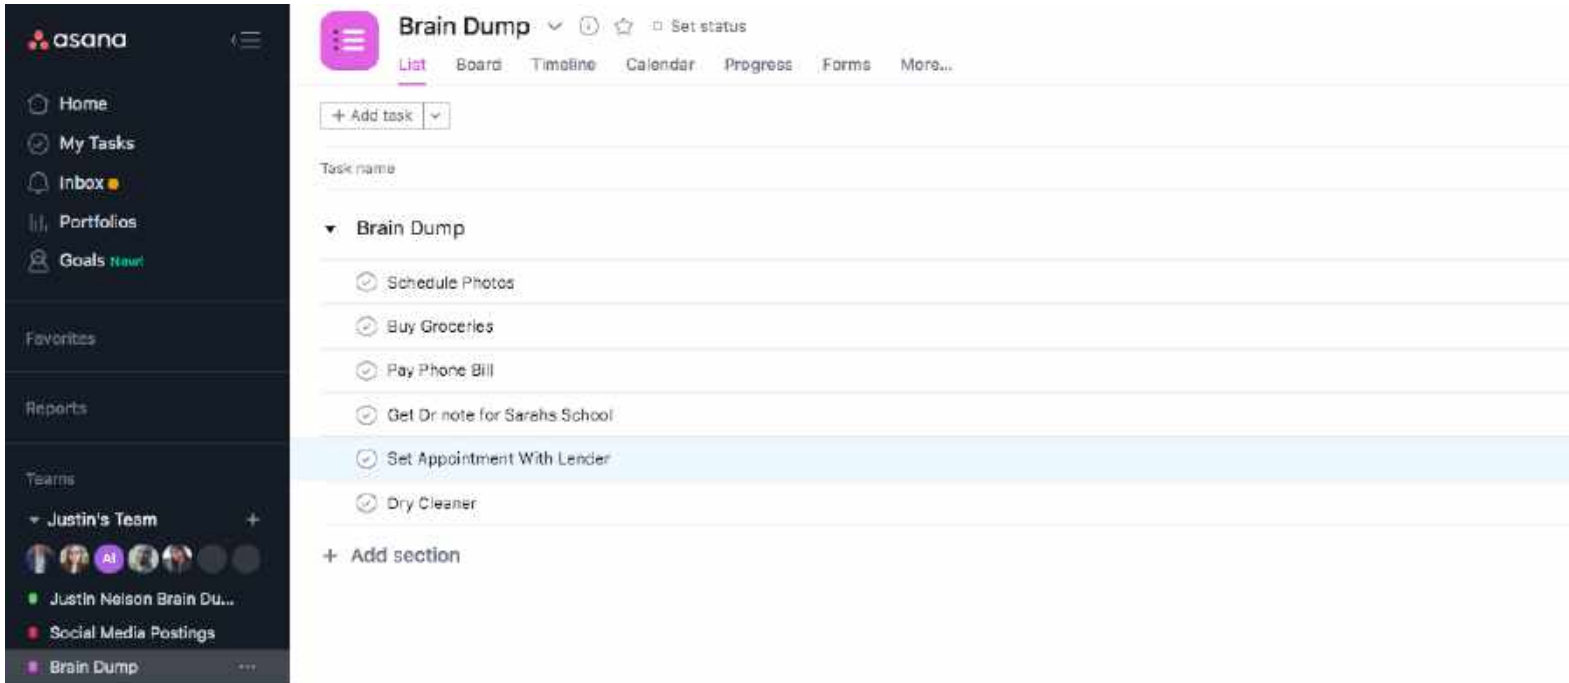 asana
Home
My Tasks
Inbox
Portfolios
Goals New!
Favorites
Reports
Teams
Justin's Team +
AI
Justin Nelson Brain Du...
Social Media Postings
Brain Dump ...
Brain Dump
Set status
List Board Timeline Calendar Progress Forms More...
+ Add task
Task name
Brain Dump
Schedule Photos
Buy Groceries
Pay Phone Bill
Get Dr note for Sarahs School
Set Appointment With Lender
Dry Cleaner
+ Add section